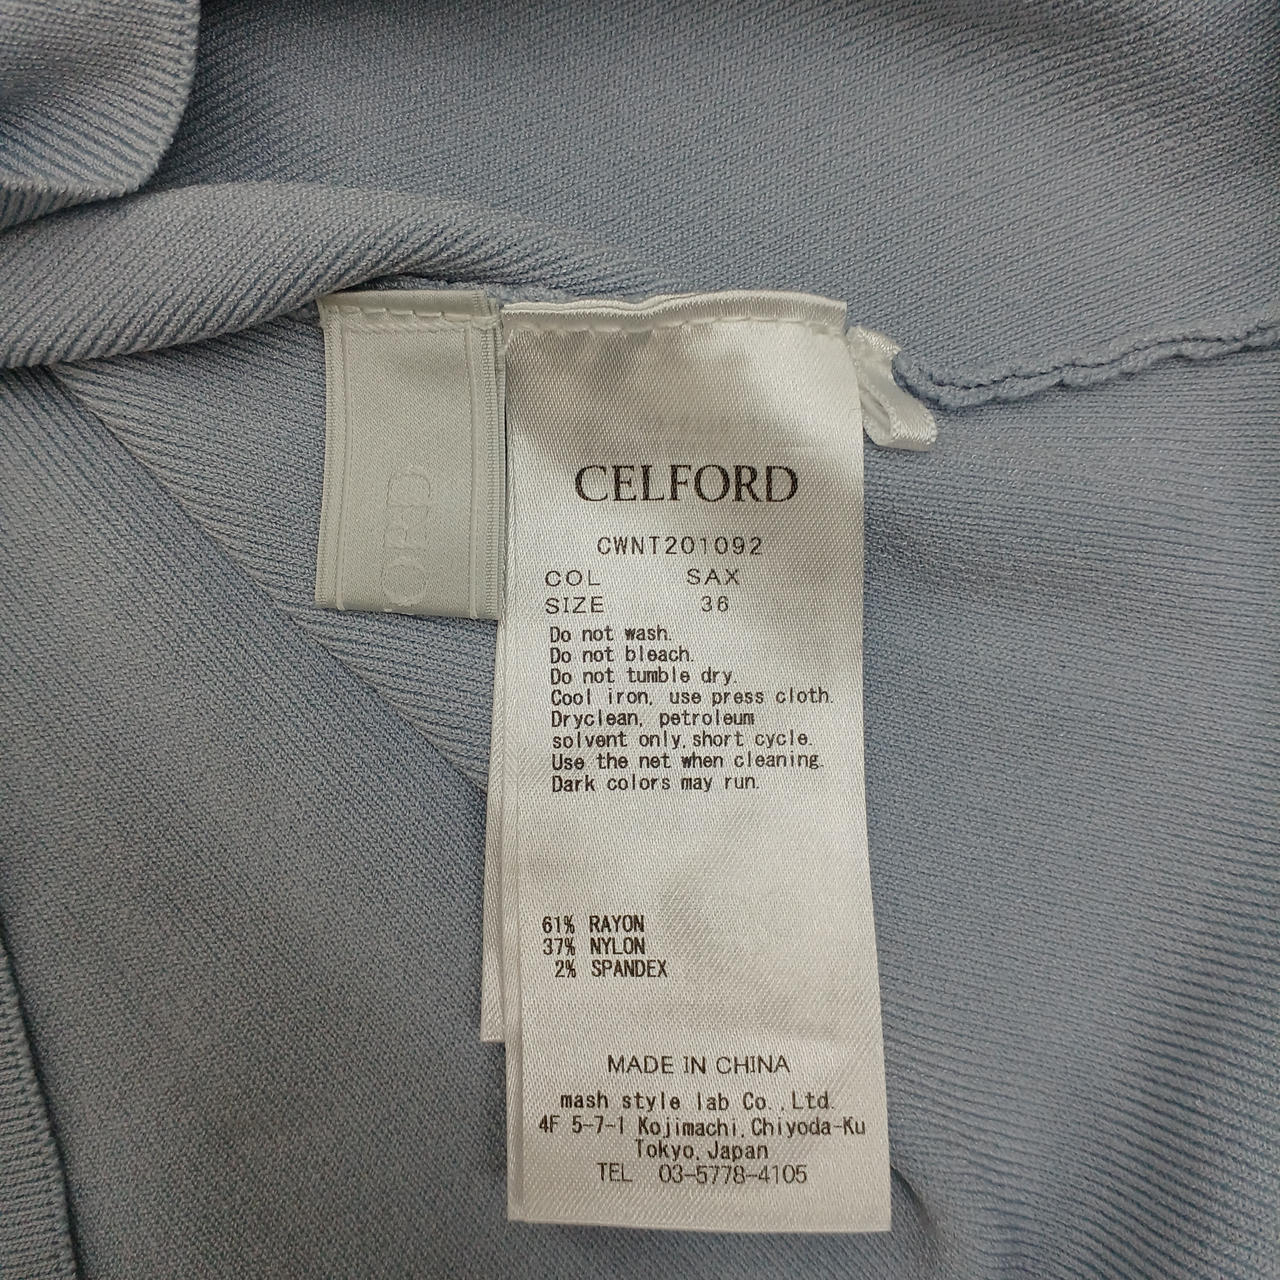 CELFORD
CWNT201092
COL SAX
SIZE 36
Do not wash.
Do not bleach.
Do not tumble dry.
Cool iron, use press cloth.
Dryclean, petroleum
solvent only, short cycle.
Use the net when cleaning.
Dark colors may run.
61% RAYON
37% NYLON
2% SPANDEX
MADE IN CHINA
mash style lab Co.,Ltd.
4F 5-7-1 Kojimachi, Chiyoda-Ku
Tokyo, Japan
TEL 03-5778-4105